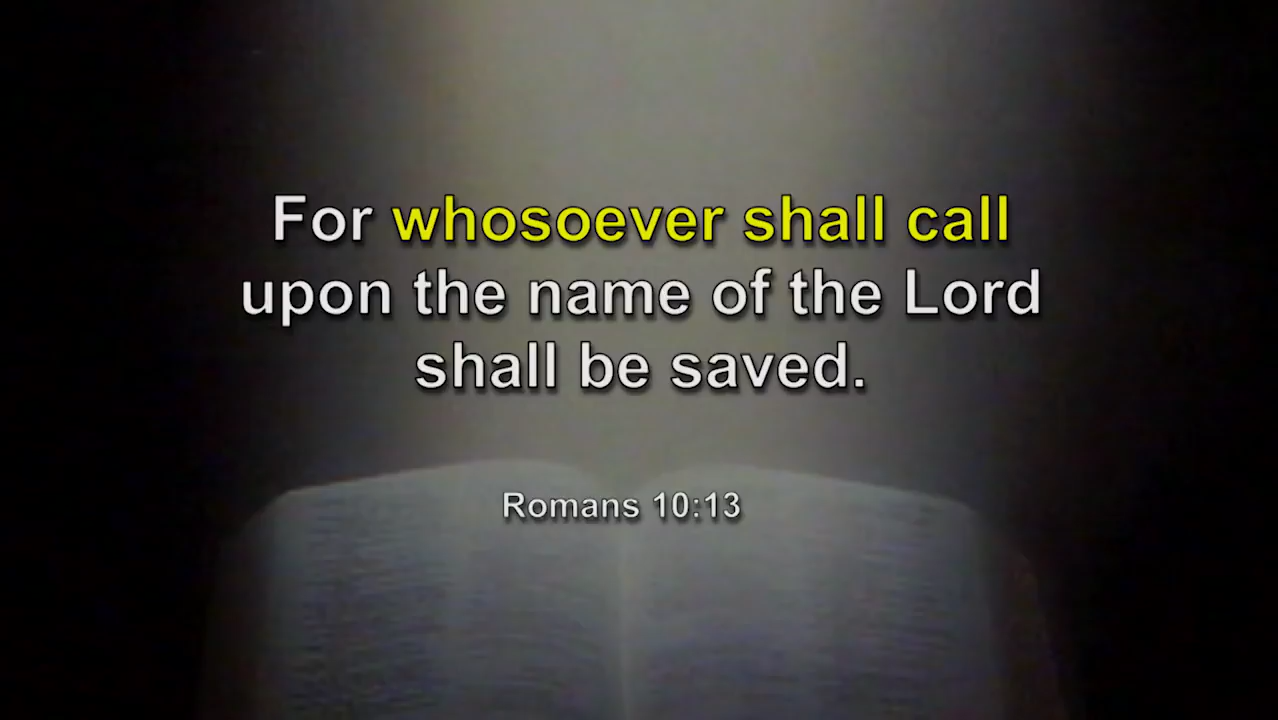 For whosoever shall call
upon the name of the Lord
shall be saved.
Romans 10:13